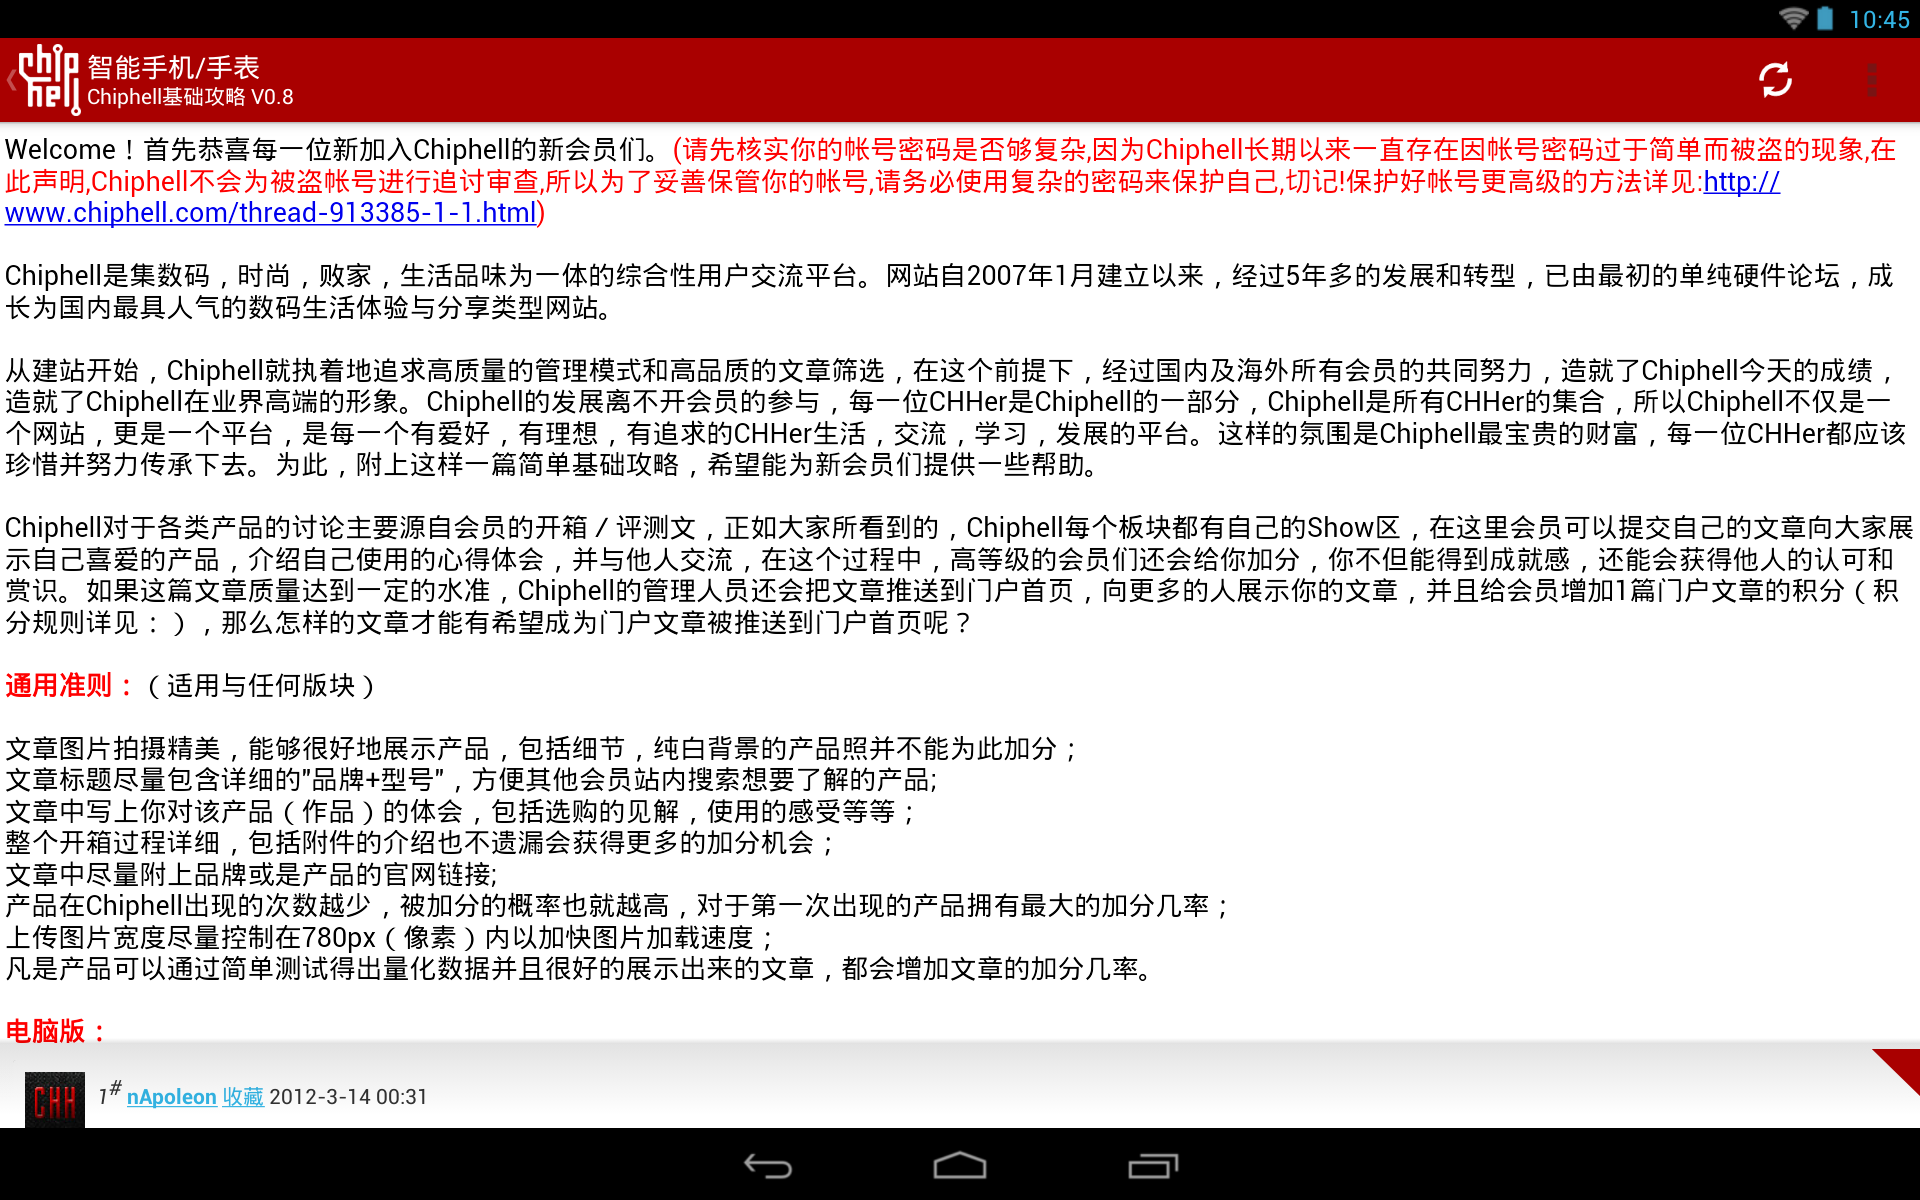 10:45
chip
hell
智能手机/手表
Chiphell基础攻略 V0.8
Welcome！首先恭喜每一位新加入Chiphell的新会员们。(请先核实你的帐号密码是否够复杂,因为Chiphell长期以来一直存在因帐号密码过于简单而被盗的现象,在
此声明,Chiphell不会为被盗帐号进行追讨审查,所以为了妥善保管你的帐号,请务必使用复杂的密码来保护自己,切记!保护好帐号更高级的方法详见:http://
www.chiphell.com/thread-913385-1-1.html)
Chiphell是集数码，时尚，败家，生活品味为一体的综合性用户交流平台。网站自2007年1月建立以来，经过5年多的发展和转型，已由最初的单纯硬件论坛，成
长为国内最具人气的数码生活体验与分享类型网站。
从建站开始，Chiphell就执着地追求高质量的管理模式和高品质的文章筛选，在这个前提下，经过国内及海外所有会员的共同努力，造就了Chiphell今天的成绩，
造就了Chiphell在业界高端的形象。Chiphell的发展离不开会员的参与，每一位CHHer是Chiphell的一部分，Chiphell是所有CHHer的集合，所以Chiphell不仅是一
个网站，更是一个平台，是每一个有爱好，有理想，有追求的CHHer生活，交流，学习，发展的平台。这样的氛围是Chiphell最宝贵的财富，每一位CHHer都应该
珍惜并努力传承下去。为此，附上这样一篇简单基础攻略，希望能为新会员们提供一些帮助。
Chiphell对于各类产品的讨论主要源自会员的开箱／评测文，正如大家所看到的，Chiphell每个板块都有自己的Show区，在这里会员可以提交自己的文章向大家展
示自己喜爱的产品，介绍自己使用的心得体会，并与他人交流，在这个过程中，高等级的会员们还会给你加分，你不但能得到成就感，还能会获得他人的认可和
赏识。如果这篇文章质量达到一定的水准，Chiphell的管理人员还会把文章推送到门户首页，向更多的人展示你的文章，并且给会员增加1篇门户文章的积分（积
分规则详见：），那么怎样的文章才能有希望成为门户文章被推送到门户首页呢？
通用准则：（适用与任何版块）
文章图片拍摄精美，能够很好地展示产品，包括细节，纯白背景的产品照并不能为此加分；
文章标题尽量包含详细的"品牌+型号"，方便其他会员站内搜索想要了解的产品;
文章中写上你对该产品（作品）的体会，包括选购的见解，使用的感受等等；
整个开箱过程详细，包括附件的介绍也不遗漏会获得更多的加分机会；
文章中尽量附上品牌或是产品的官网链接;
产品在Chiphell出现的次数越少，被加分的概率也就越高，对于第一次出现的产品拥有最大的加分几率；
上传图片宽度尽量控制在780px（像素）内以加快图片加载速度；
凡是产品可以通过简单测试得出量化数据并且很好的展示出来的文章，都会增加文章的加分几率。
电脑版：
CHH
1# nApoleon 收藏 2012-3-14 00:31